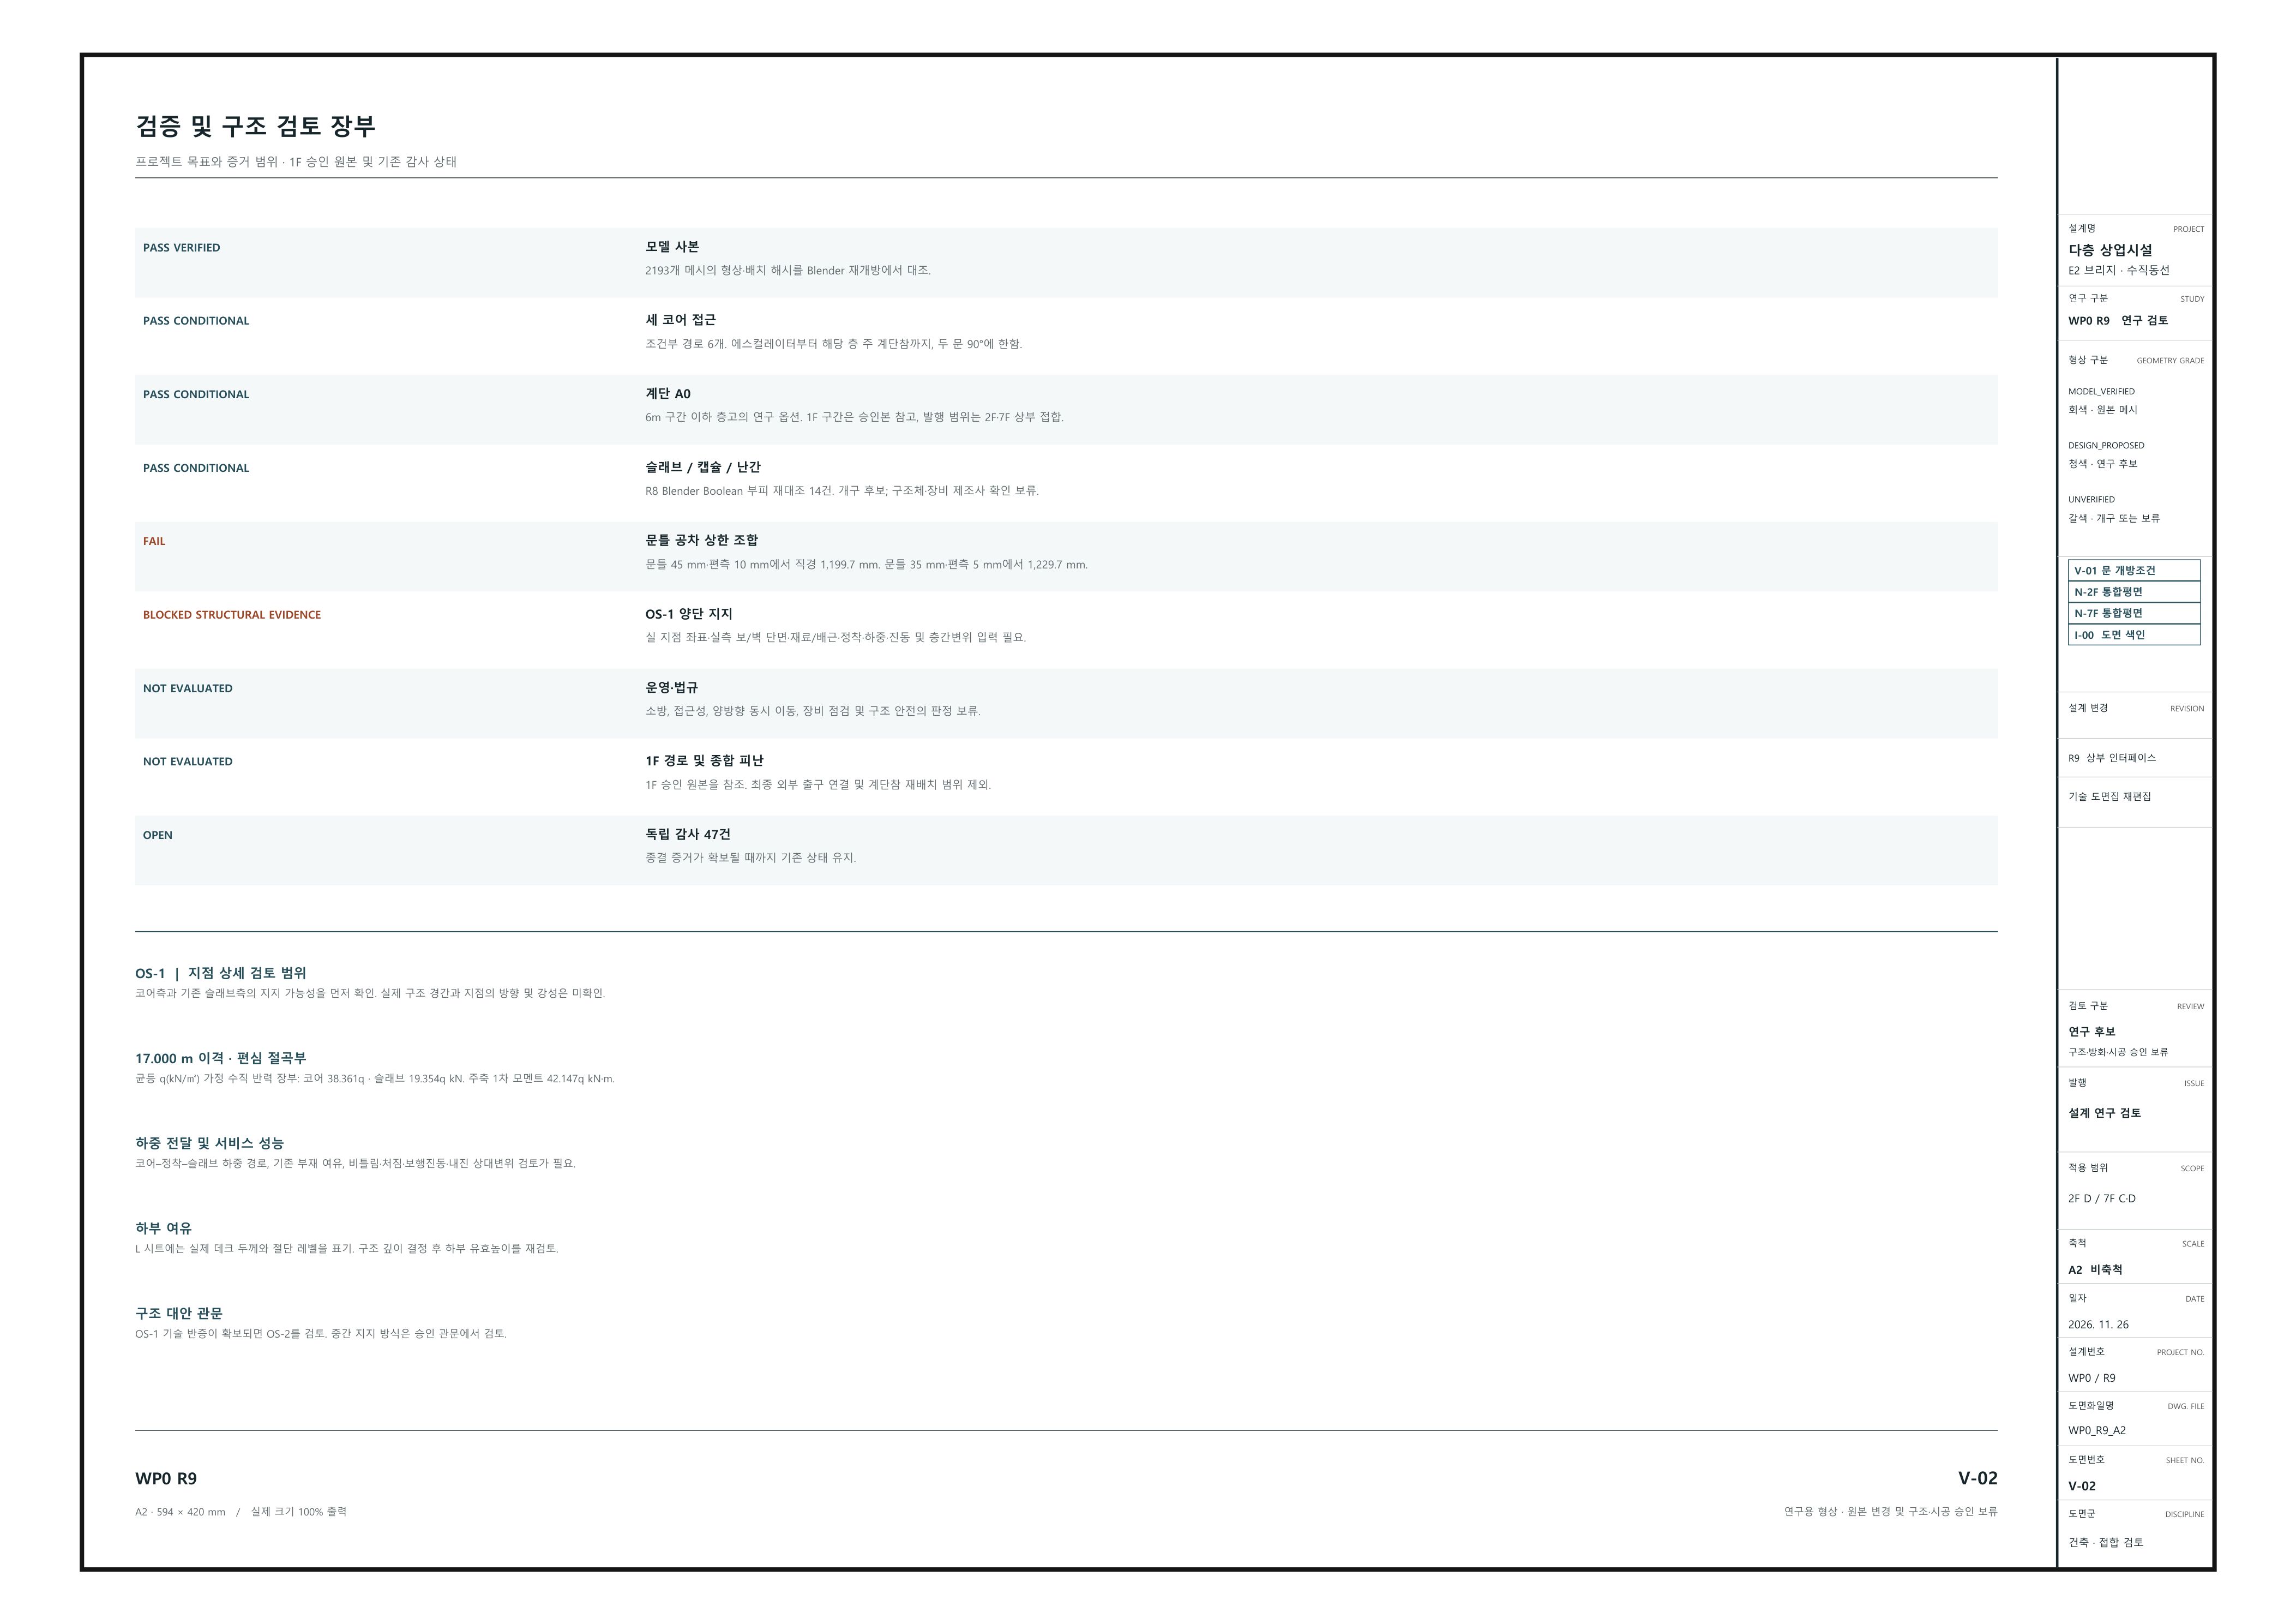 검증 및 구조 검토 장부
프로젝트 목표와 증거 범위 · 1F 승인 원본 및 기존 감사 상태
PASS VERIFIED
모델 사본
2193개 메시의 형상·배치 해시를 Blender 재개방에서 대조.
PASS CONDITIONAL
세 코어 접근
조건부 경로 6개. 에스컬레이터부터 해당 층 주 계단참까지, 두 문 90°에 한함.
PASS CONDITIONAL
계단 A0
6m 구간 이하 층고의 연구 옵션. 1F 구간은 승인본 참고, 발행 범위는 2F·7F 상부 접합.
PASS CONDITIONAL
슬래브 / 캡슐 / 난간
R8 Blender Boolean 부피 재대조 14건. 개구 후보; 구조체·장비 제조사 확인 보류.
FAIL
문틀 공차 상한 조합
문틀 45 mm·편측 10 mm에서 직경 1,199.7 mm. 문틀 35 mm·편측 5 mm에서 1,229.7 mm.
BLOCKED STRUCTURAL EVIDENCE
OS-1 양단 지지
실 지점 좌표·실측 보/벽 단면·재료/배근·정착·하중·진동 및 층간변위 입력 필요.
NOT EVALUATED
운영·법규
소방, 접근성, 양방향 동시 이동, 장비 점검 및 구조 안전의 판정 보류.
NOT EVALUATED
1F 경로 및 종합 피난
1F 승인 원본을 참조. 최종 외부 출구 연결 및 계단참 재배치 범위 제외.
OPEN
독립 감사 47건
종결 증거가 확보될 때까지 기존 상태 유지.
OS-1 | 지점 상세 검토 범위
코어측과 기존 슬래브측의 지지 가능성을 먼저 확인. 실제 구조 경간과 지점의 방향 및 강성은 미확인.
17.000 m 이격 · 편심 절곡부
균등 q(kN/㎡) 가정 수직 반력 장부: 코어 38.361q · 슬래브 19.354q kN. 주축 1차 모멘트 42.147q kN·m.
하중 전달 및 서비스 성능
코어–정착–슬래브 하중 경로, 기존 부재 여유, 비틀림·처짐·보행진동·내진 상대변위 검토가 필요.
하부 여유
L 시트에는 실제 데크 두께와 절단 레벨을 표기. 구조 깊이 결정 후 하부 유효높이를 재검토.
구조 대안 관문
OS-1 기술 반증이 확보되면 OS-2를 검토. 중간 지지 방식은 승인 관문에서 검토.
WP0 R9
A2 · 594 × 420 mm / 실제 크기 100% 출력
V-02
연구용 형상 · 원본 변경 및 구조·시공 승인 보류
설계명 PROJECT
다층 상업시설
E2 브리지 · 수직동선
연구 구분 STUDY
WP0 R9 연구 검토
형상 구분 GEOMETRY GRADE
MODEL_VERIFIED
회색 · 원본 메시
DESIGN_PROPOSED
청색 · 연구 후보
UNVERIFIED
갈색 · 개구 또는 보류
V-01 문 개방조건
N-2F 통합평면
N-7F 통합평면
I-00 도면 색인
설계 변경 REVISION
R9 상부 인터페이스
기술 도면집 재편집
검토 구분 REVIEW
연구 후보
구조·방화·시공 승인 보류
발행 ISSUE
설계 연구 검토
적용 범위 SCOPE
2F D / 7F C·D
축척 SCALE
A2 비축척
일자 DATE
2026. 11. 26
설계번호 PROJECT NO.
WP0 / R9
도면화일명 DWG. FILE
WP0_R9_A2
도면번호 SHEET NO.
V-02
도면군 DISCIPLINE
건축 · 접합 검토